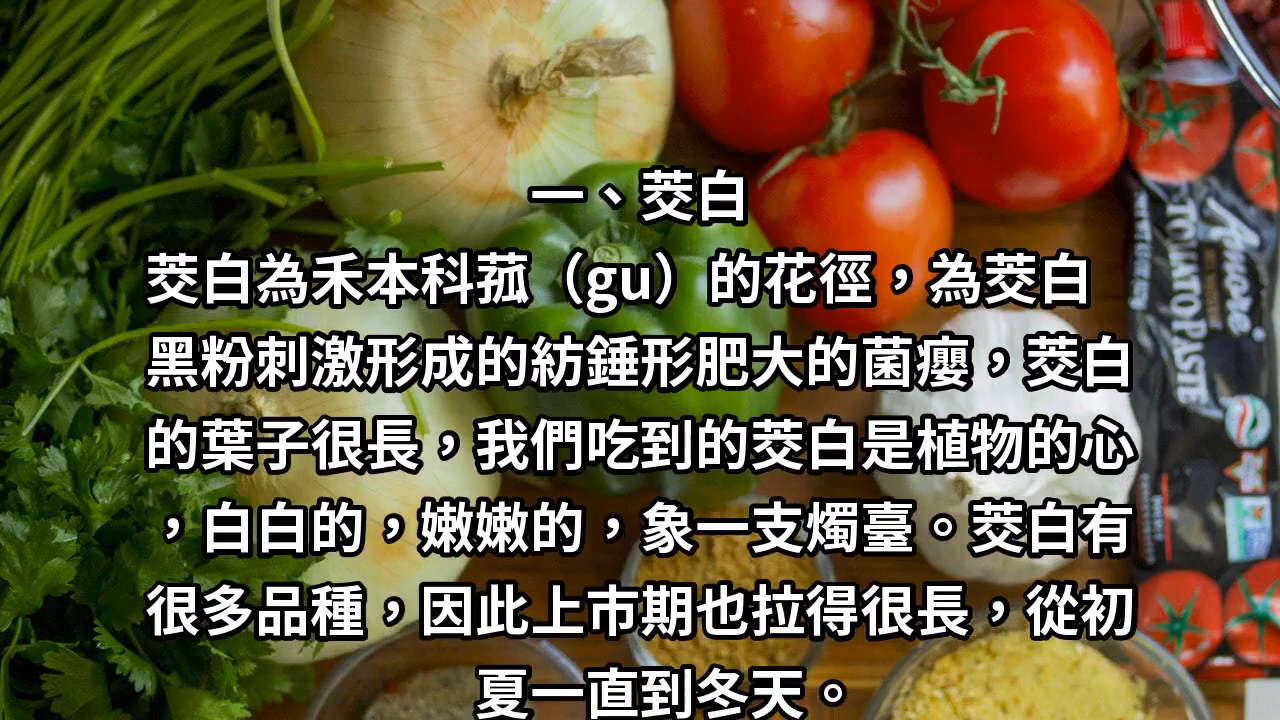 一、茭白
茭白為禾本科菰（gu）的花徑，為茭白
黑粉刺激形成的紡錘形肥大的菌癭，茭白
的葉子很長，我們吃到的茭白是植物的心
，白白的，嫩嫩的，象一支燭臺。茭白有
很多品種，因此上市期也拉得很長，從初
夏一直到冬天。
Amore
TOMATO PASTE